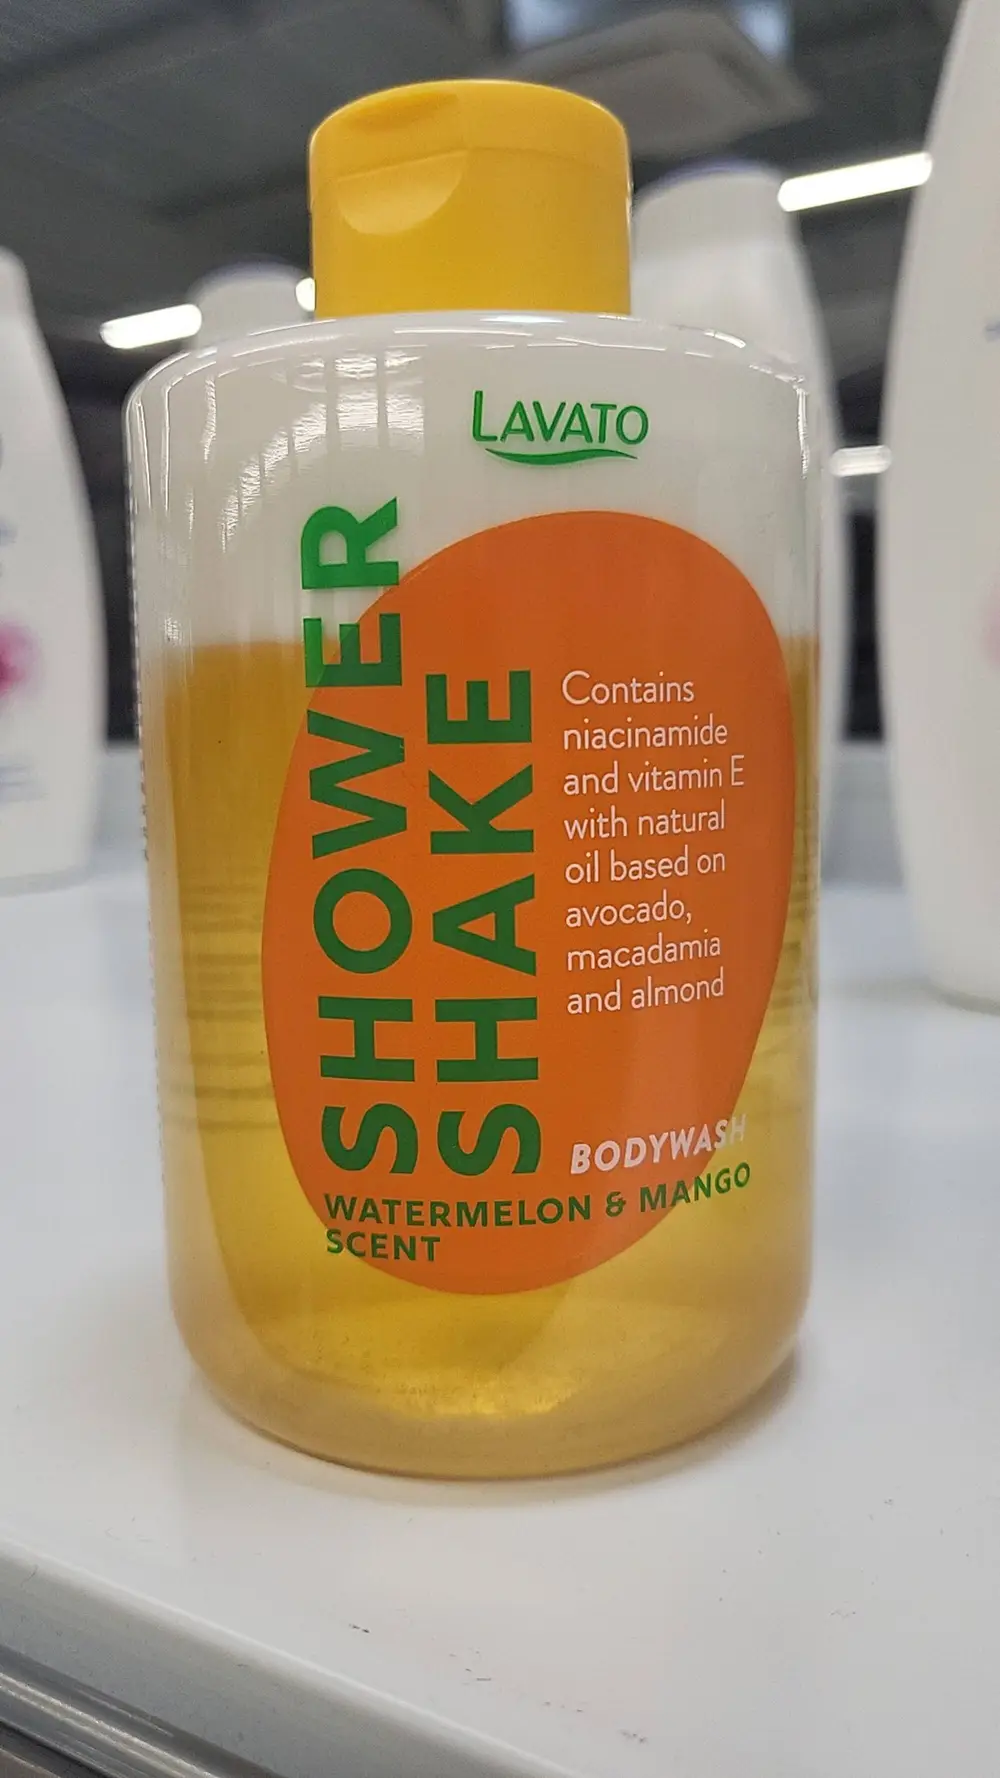 LAVATO
SHOWER
SHAKE
Contains
niacinamide
and vitamin E
with natural
oil based on
avocado,
macadamia
and almond
BODYWASH
WATERMELON & MANGO
SCENT